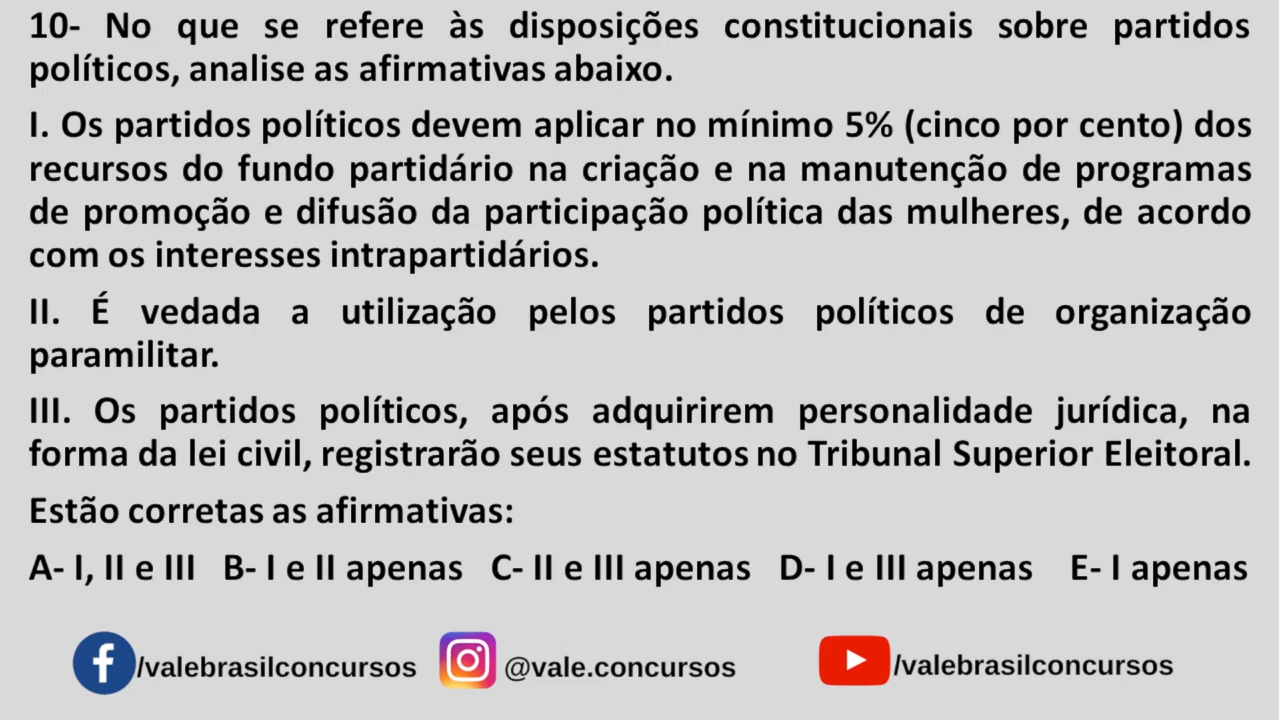 10- No que se refere às disposições constitucionais sobre partidos
políticos, analise as afirmativas abaixo.
I. Os partidos políticos devem aplicar no mínimo 5% (cinco por cento) dos
recursos do fundo partidário na criação e na manutenção de programas
de promoção e difusão da participação política das mulheres, de acordo
com os interesses intrapartidários.
II. É vedada a utilização pelos partidos políticos de organização
paramilitar.
III. Os partidos políticos, após adquirirem personalidade jurídica, na
forma da lei civil, registrarão seus estatutos no Tribunal Superior Eleitoral.
Estão corretas as afirmativas:
A- I, II e III B- I e II apenas C- II e III apenas D- I e III apenas E- I apenas
/valebrasilconcursos @vale.concursos /valebrasilconcursos